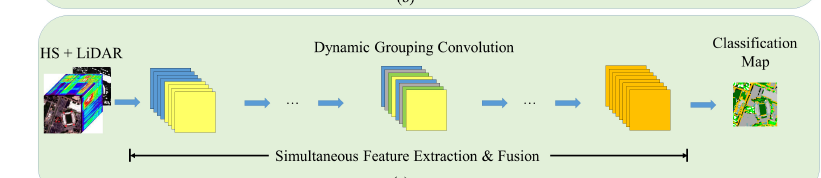 (b)
HS + LiDAR
Dynamic Grouping Convolution
Classification
Map
...
...
Simultaneous Feature Extraction & Fusion